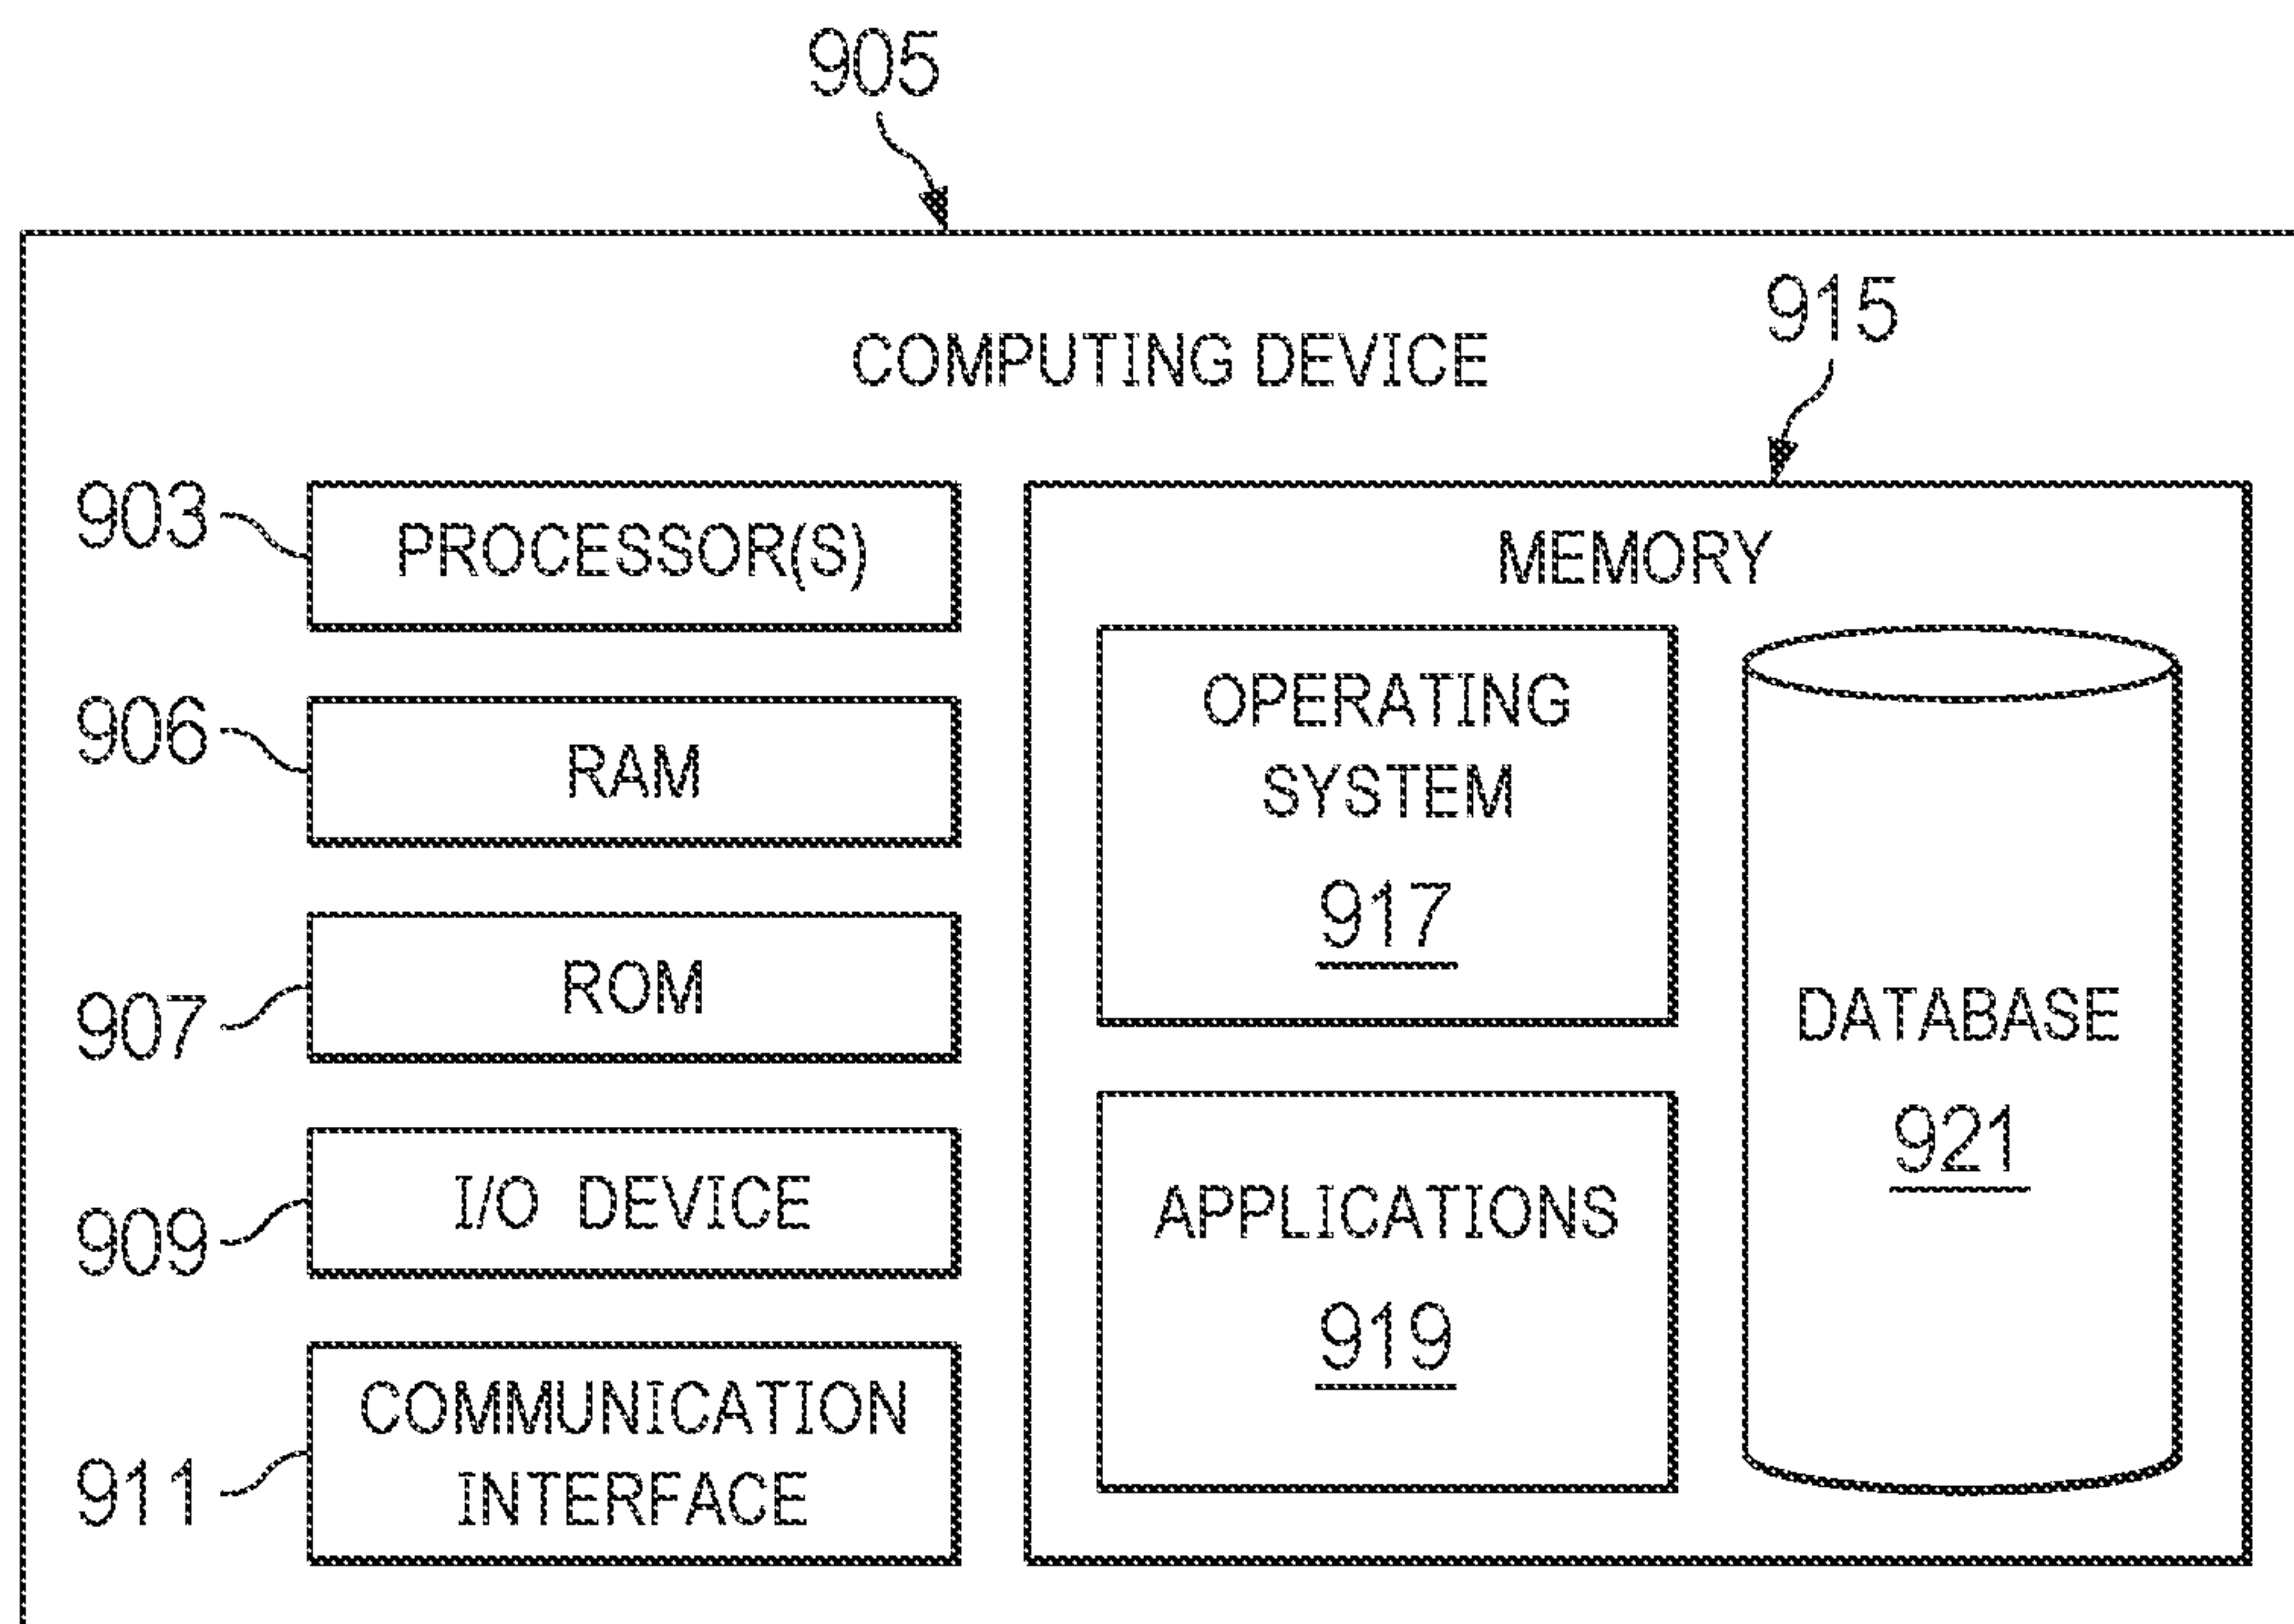 905
COMPUTING DEVICE
915
903
PROCESSOR(S)
906
RAM
907
ROM
909
I/O DEVICE
911
COMMUNICATION
INTERFACE
MEMORY
OPERATING
SYSTEM
917
APPLICATIONS
919
DATABASE
921